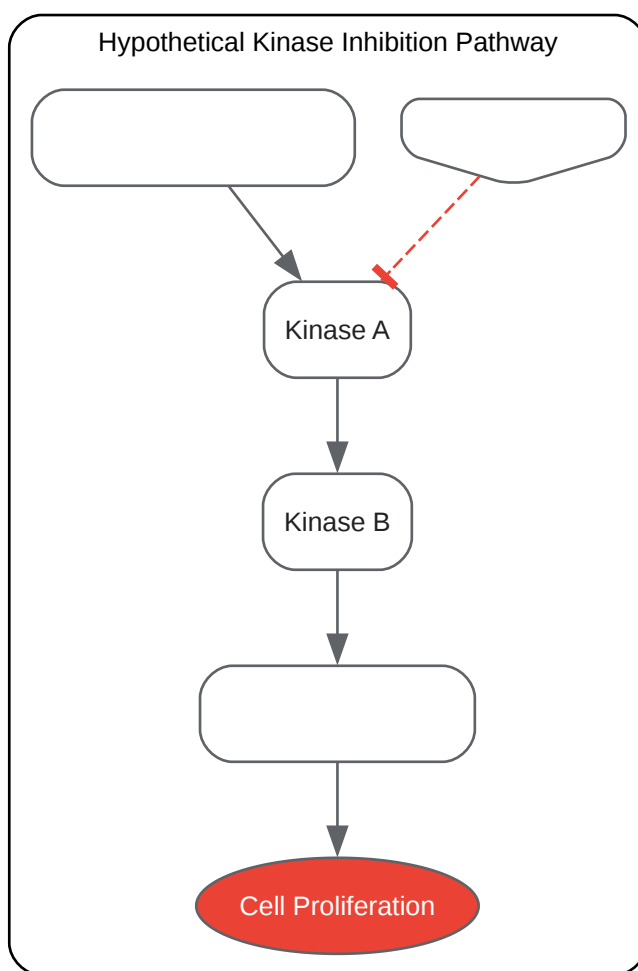 Hypothetical Kinase Inhibition Pathway
Kinase A
Kinase B
Cell Proliferation